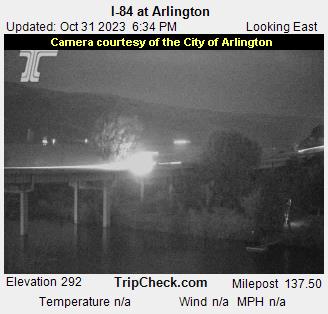 I-84 at Arlington
Updated: Oct 31 2023 6:34 PM Looking East
Camera courtesy of the City of Arlington
Elevation 292 TripCheck.com Milepost 137.50
Temperature n/a Wind n/a MPH n/a